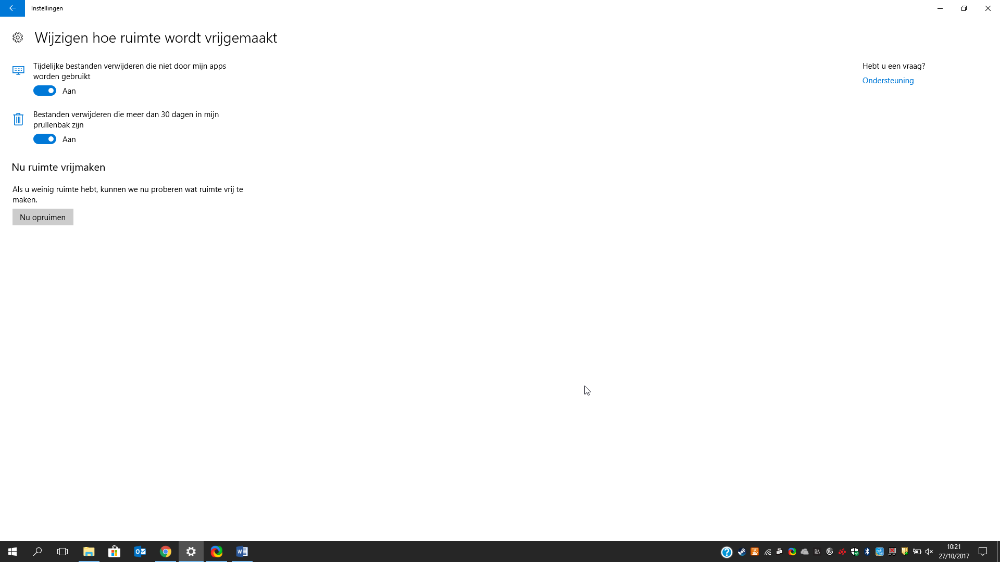 Instellingen
Wijzigen hoe ruimte wordt vrijgemaakt
Tijdelijke bestanden verwijderen die niet door mijn apps
worden gebruikt
Aan
Bestanden verwijderen die meer dan 30 dagen in mijn
prullenbak zijn
Aan
Nu ruimte vrijmaken
Als u weinig ruimte hebt, kunnen we nu proberen wat ruimte vrij te
maken.
Nu opruimen
Hebt u een vraag?
Ondersteuning
10:21
27/10/2017